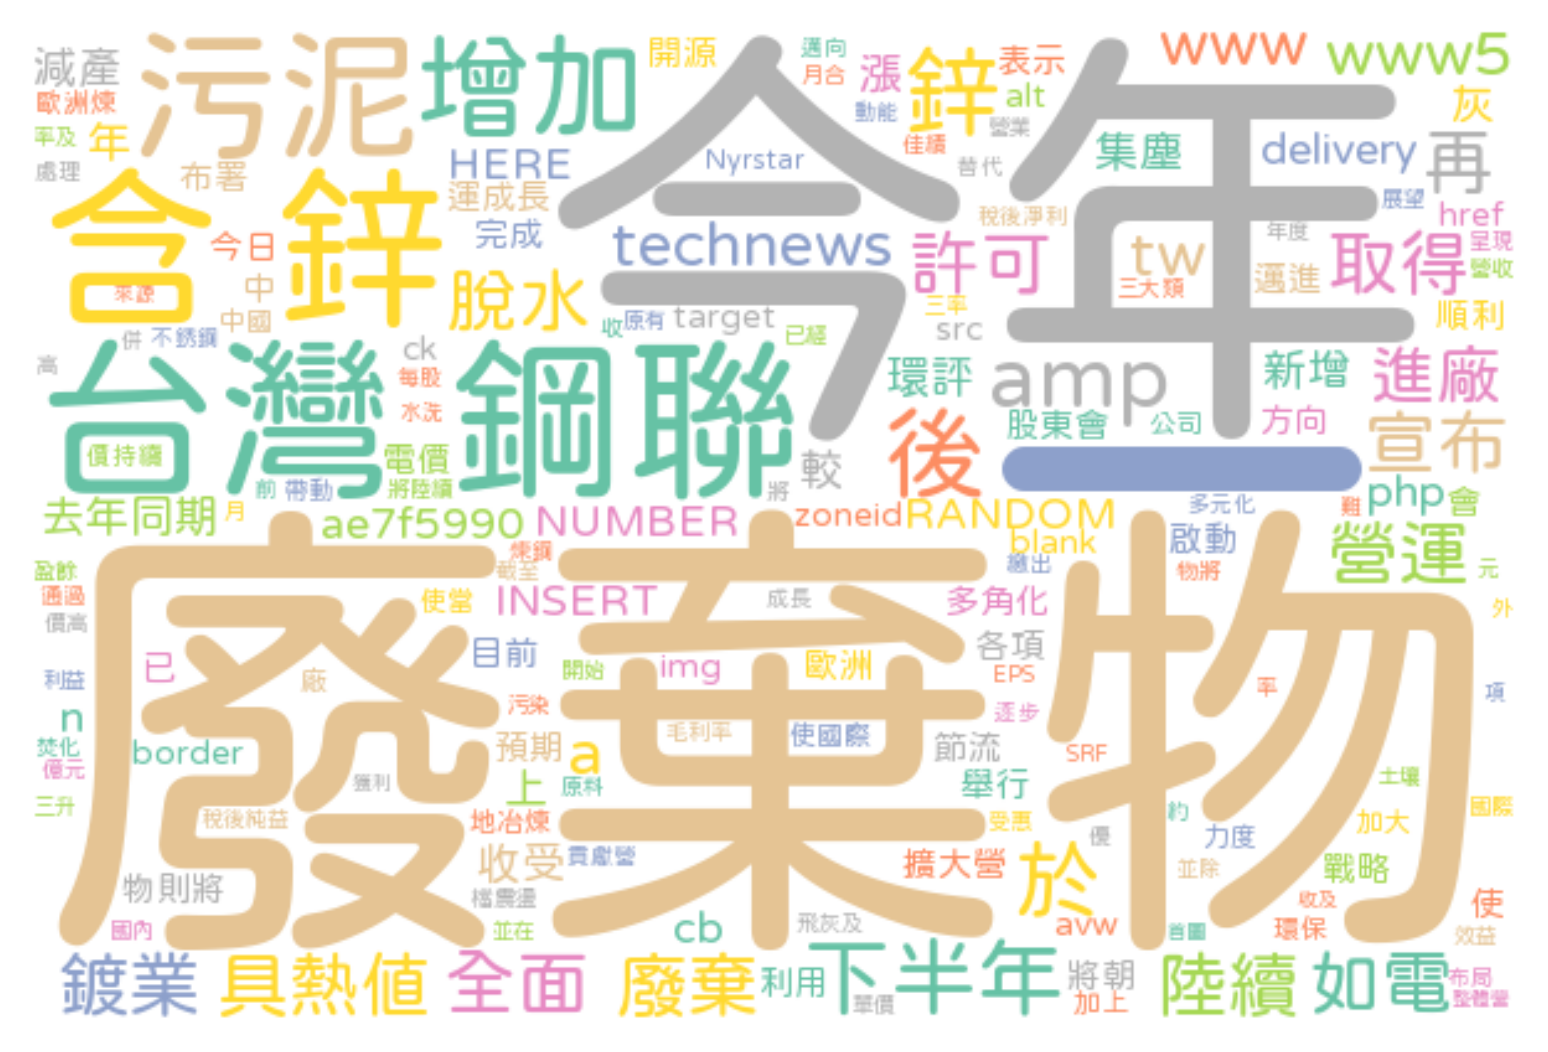 減產
污泥
增加
開源
邁向
月合
漲
鋅
表示
www
www5
歐洲煉
今年
alt
灰
動能
營業
率及
年
HERE
Nyrstar
佳績
集塵
delivery
再
處理
布署
運成長
替代
展望
含鋅
今日
完成
technews
稅後淨利
許可
tw
年度
href
取得
呈現
中
脫水
三大類
邁進
營收
來源
中國
收
原有
target
已經
三率
src
順利
併
不銹鋼
高
台灣
鋼聯
ck
每股
環評
amp
新增
進廠
水洗
後
股東會
公司
方向
宣布
價持續
電價
較
一
前
帶動
將陸續
將
去年同期
月
ae7f5990
NUMBER
zoneid
RANDOM
多元化
難
php
會
廢棄物
煉鋼
blank
啟動
營運
盈餘
截至
繳出
物將
元
通過
使當
INSERT
成長
多角化
外
價高
目前
各項
已
廠
開始
img
歐洲
EPS
利益
率
項
n
污染
逐步
焚化
border
預期
a
毛利率
使國際
節流
SRF
億元
獲利
上
原料
舉行
土壤
三升
稅後純益
地冶煉
受惠
約
加大
國際
收受
貢獻營
擴大營
於
優
力度
物則將
檔震盪
並除
戰略
使
國內
並在
cb
飛灰及
avw
首圖
收及
環保
效益
鍍業
具熱值
全面
廢棄
利用
下半年
單價
將朝
加上
陸續
如電
布局
整體營